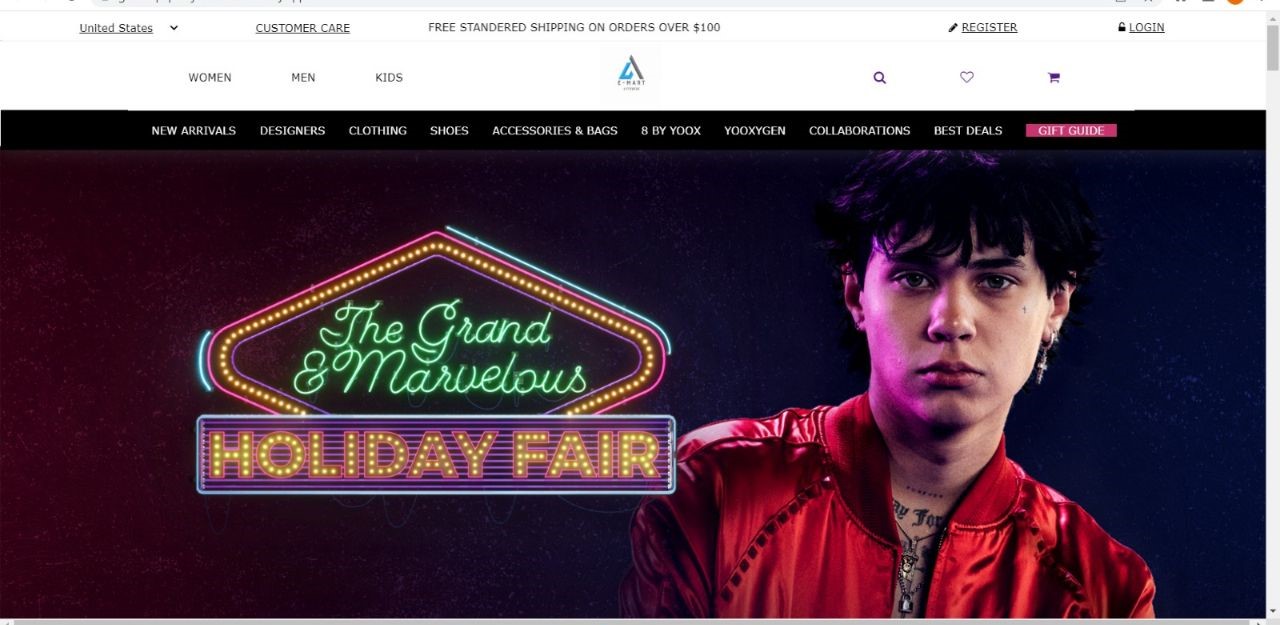 United States
CUSTOMER CARE
FREE STANDERED SHIPPING ON ORDERS OVER $100
REGISTER
LOGIN
WOMEN
MEN
KIDS
E-MART
NEW ARRIVALS
DESIGNERS
CLOTHING
SHOES
ACCESSORIES & BAGS
8 BY YOOX
YOOXYGEN
COLLABORATIONS
BEST DEALS
GIFT GUIDE
The Grand
& Marvelous
HOLIDAY FAIR